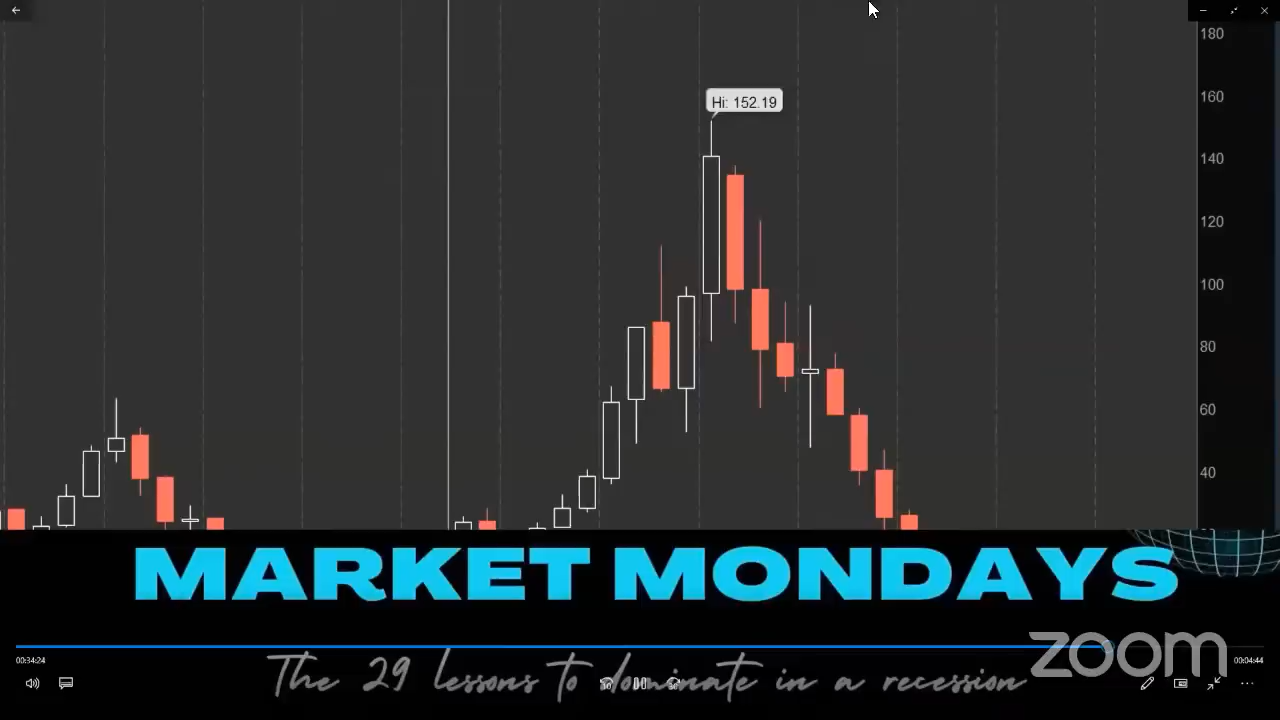 180
Hi: 152.19
160
140
120
100
80
60
40
MARKET MONDAYS
zoom
00:34:24
00:04:44
The 29 lessons to dominate in a recession